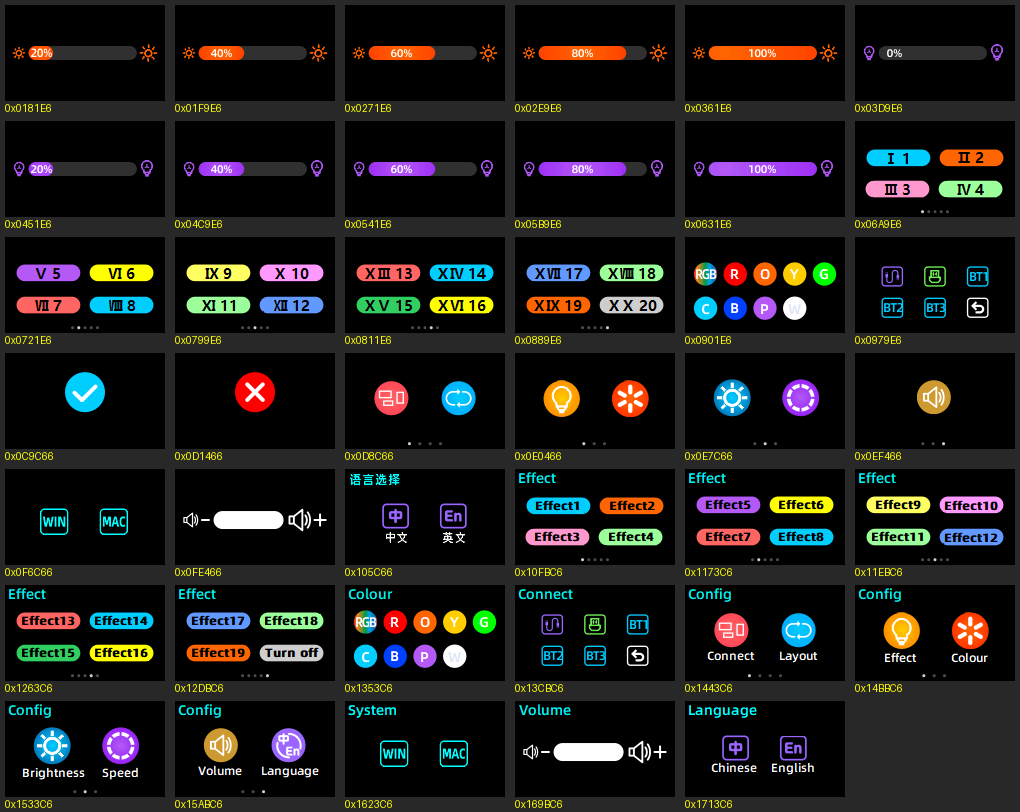 20% 40% 60% 80% 100% 0%
0x0181E6 0x01F9E6 0x0271E6 0x02E9E6 0x0361E6 0x03D9E6
20% 40% 60% 80% 100% Ⅰ 1 Ⅱ 2
Ⅲ 3 Ⅳ 4
0x0451E6 0x04C9E6 0x0541E6 0x05B9E6 0x0631E6 0x06A9E6
Ⅴ 5 Ⅵ 6 Ⅸ 9 Ⅹ 10 ⅩⅢ 13 ⅩⅣ 14 ⅩⅦ 17 ⅩⅧ 18 RGB R O Y G BT1
Ⅶ 7 Ⅷ 8 Ⅺ 11 Ⅻ 12 ⅩⅤ 15 ⅩⅥ 16 ⅩⅨ 19 ⅩⅩ 20 C B P W BT2 BT3
0x0721E6 0x0799E6 0x0811E6 0x0889E6 0x0901E6 0x0979E6
0x0C9C66 0x0D1466 0x0D8C66 0x0E0466 0x0E7C66 0x0EF466
语言选择 Effect Effect Effect
WIN MAC 中 En Effect1 Effect2 Effect5 Effect6 Effect9 Effect10
中文 英文 Effect3 Effect4 Effect7 Effect8 Effect11 Effect12
0x0F6C66 0x0FE466 0x105C66 0x10FBC6 0x1173C6 0x11EBC6
Effect Effect Colour Connect Config Config
Effect13 Effect14 Effect17 Effect18 RGB R O Y G BT1
Effect15 Effect16 Effect19 Turn off C B P W BT2 BT3 Connect Layout Effect Colour
0x1263C6 0x12DBC6 0x1353C6 0x13CBC6 0x1443C6 0x14BBC6
Config Config System Volume Language
中 En WIN MAC 中 En
Brightness Speed Volume Language Chinese English
0x1533C6 0x15ABC6 0x1623C6 0x169BC6 0x1713C6